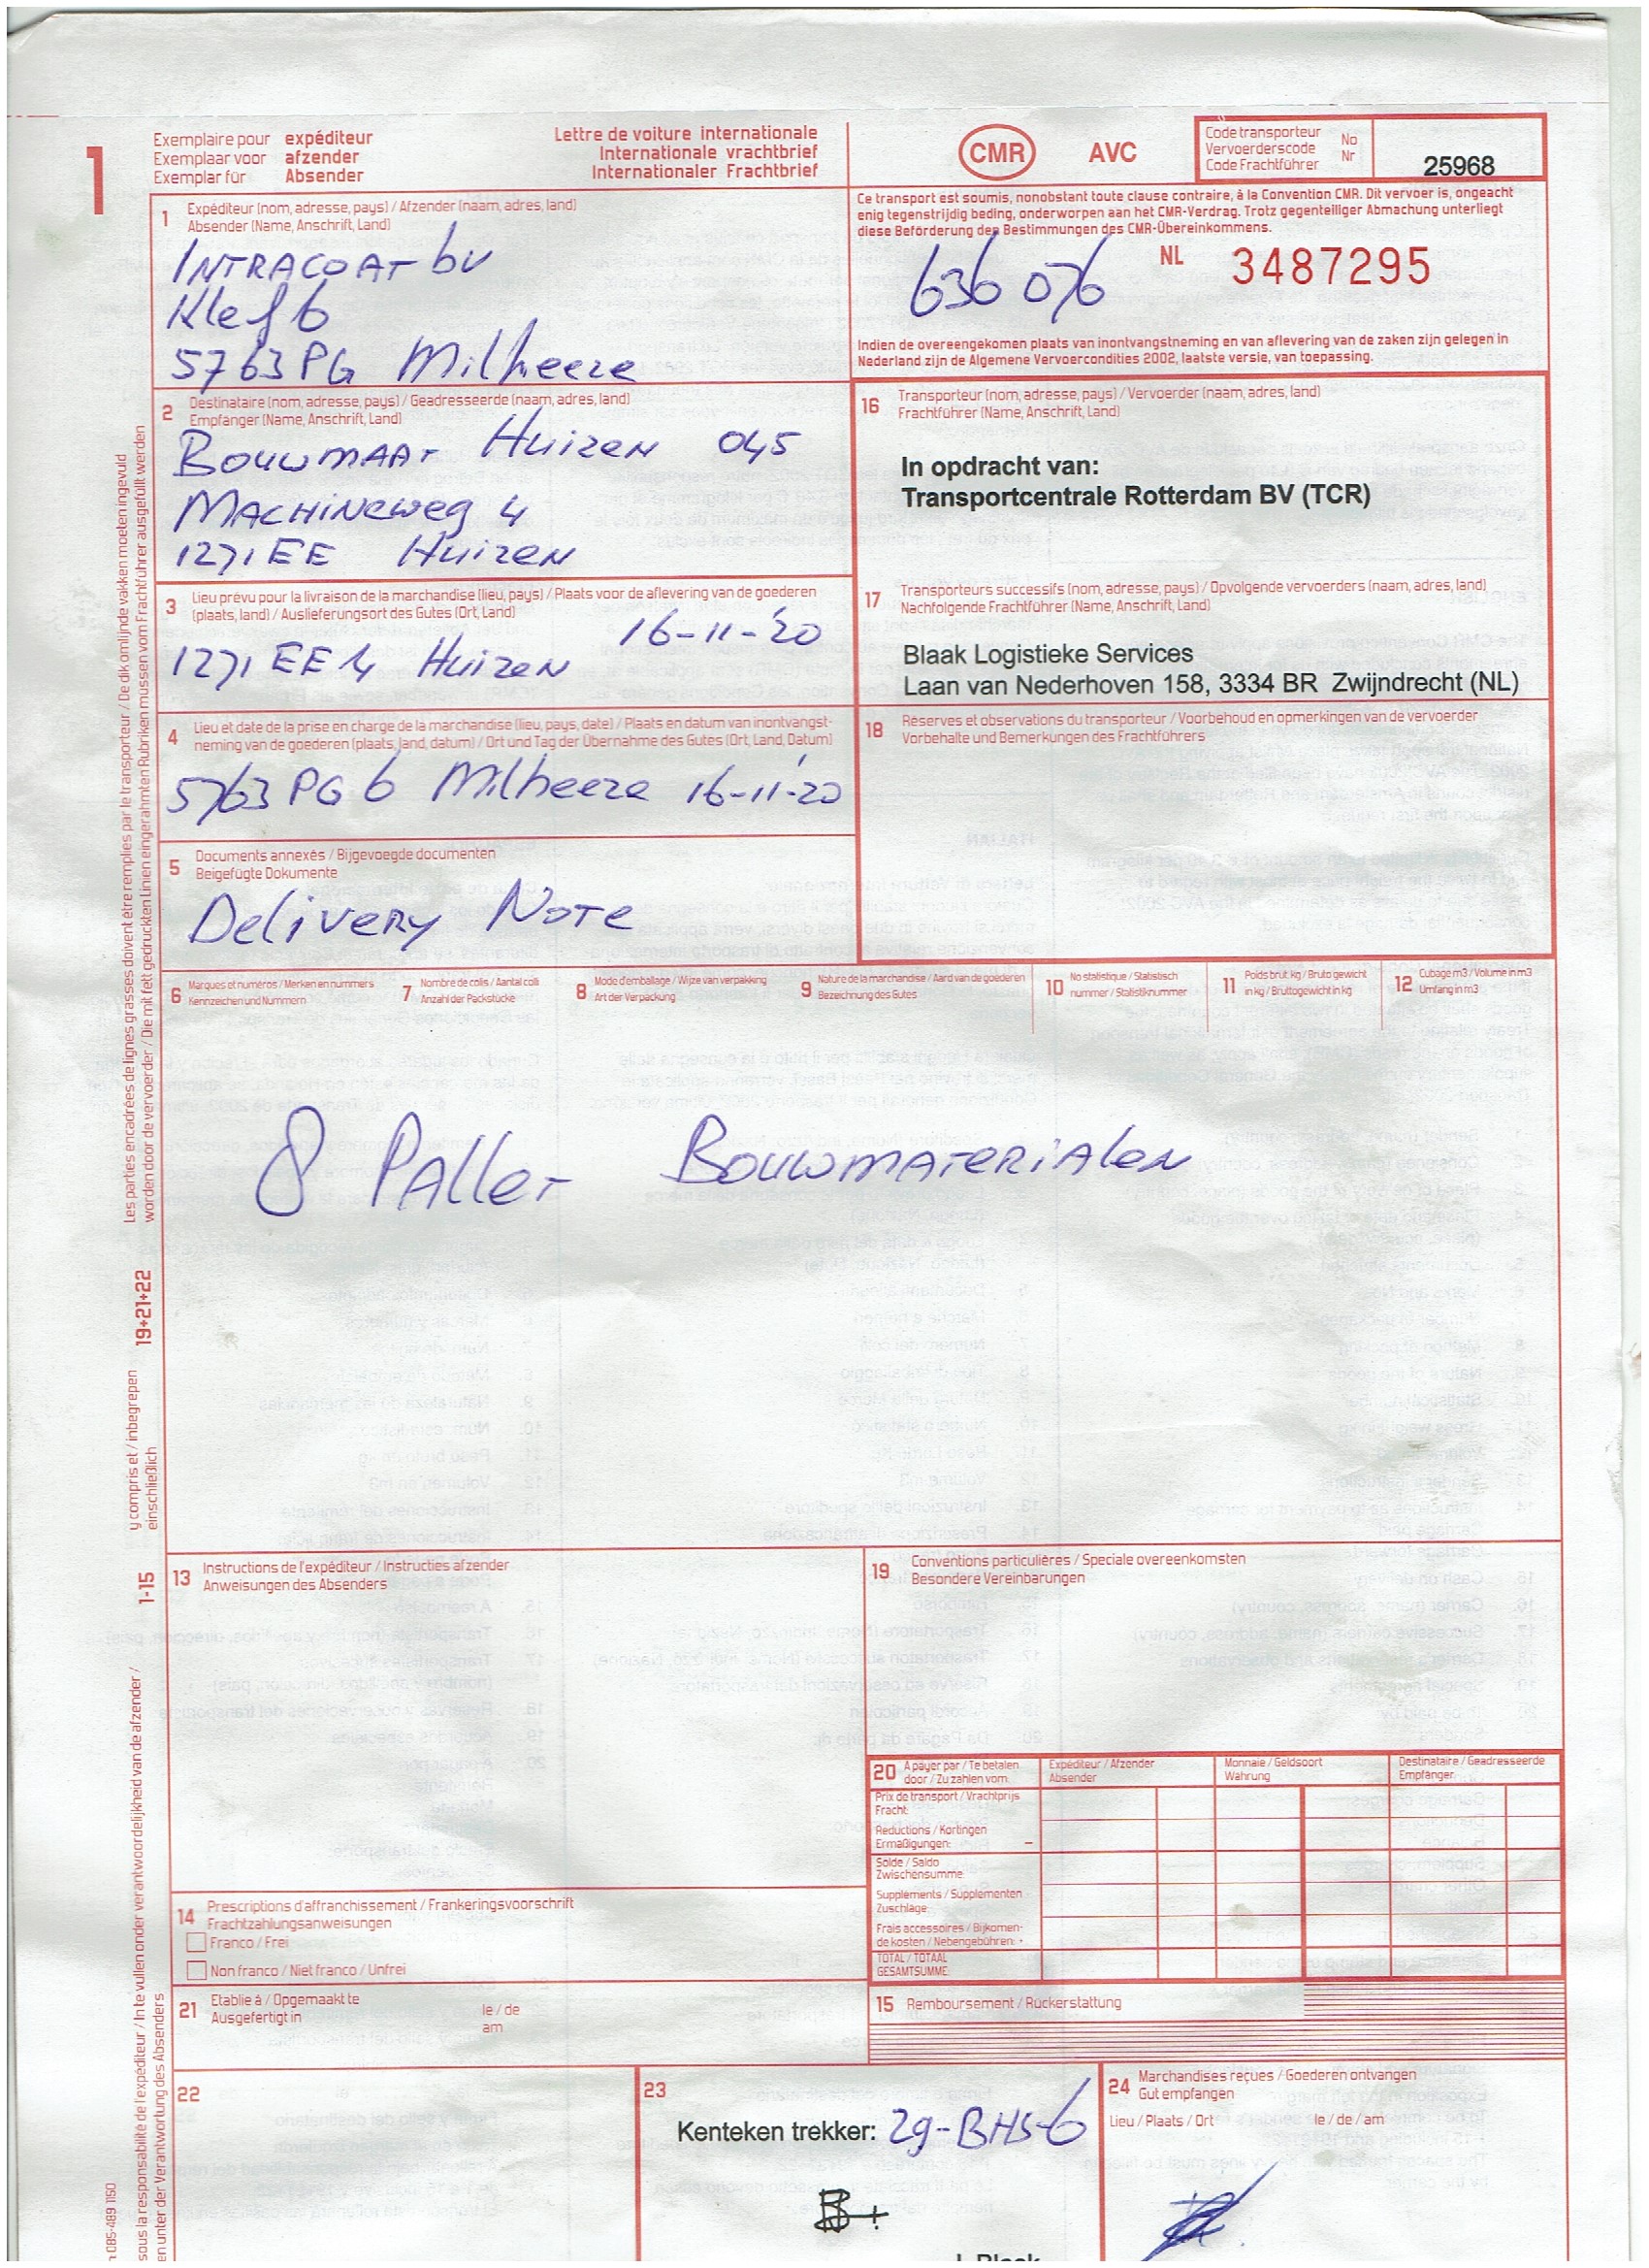 1
Exemplaire pour expéditeur
Exemplaar voor afzender
Exemplar für Absender
Lettre de voiture internationale
Internationale vrachtbrief
Internationaler Frachtbrief
CMR AVC
Code transporteur
Vervoerderscode
Code Frachtführer
No
Nr
25968
1 Expéditeur (nom, adresse, pays) / Afzender (naam, adres, land)
Absender (Name, Anschrift, Land)
INTRACOAT bv
Klef 6
5763 PG Milheeze
Ce transport est soumis, nonobstant toute clause contraire, à la Convention CMR. Dit vervoer is, ongeacht
enig tegenstrijdig beding, onderworpen aan het CMR-Verdrag. Trotz gegenteiliger Abmachung unterliegt
diese Beförderung den Bestimmungen des CMR-Übereinkommens.
636 076
NL 3487295
Indien de overeengekomen plaats van inontvangstneming en van aflevering van de zaken zijn gelegen in
Nederland zijn de Algemene Vervoercondities 2002, laatste versie, van toepassing.
2 Destinataire (nom, adresse, pays) / Geadresseerde (naam, adres, land)
Empfänger (Name, Anschrift, Land)
BOUWMAAT Huizen 045
MACHINEweg 4
1271 EE Huizen
16 Transporteur (nom, adresse, pays) / Vervoerder (naam, adres, land)
Frachtführer (Name, Anschrift, Land)
In opdracht van:
Transportcentrale Rotterdam BV (TCR)
3 Lieu prévu pour la livraison de la marchandise (lieu, pays) / Plaats voor de aflevering van de goederen
(plaats, land) / Auslieferungsort des Gutes (Ort, Land)
16-11-'20
1271 EE 4 Huizen
17 Transporteurs successifs (nom, adresse, pays) / Opvolgende vervoerders (naam, adres, land)
Nachfolgende Frachtführer (Name, Anschrift, Land)
Blaak Logistieke Services
Laan van Nederhoven 158, 3334 BR Zwijndrecht (NL)
4 Lieu et date de la prise en charge de la marchandise (lieu, pays, date) / Plaats en datum van inontvangst-
neming van de goederen (plaats, land, datum) / Ort und Tag der Übernahme des Gutes (Ort, Land, Datum)
5763 PG 6 Milheeze 16-11-'20
18 Réserves et observations du transporteur / Voorbehoud en opmerkingen van de vervoerder
Vorbehalte und Bemerkungen des Frachtführers
5 Documents annexés / Bijgevoegde documenten
Beigefügte Dokumente
Delivery Note
6 Marques et numéros / Merken en nummers
Kennzeichen und Nummern
7 Nombre de colis / Aantal colli
Anzahl der Packstücke
8 Mode d'emballage / Wijze van verpakking
Art der Verpackung
9 Nature de la marchandise / Aard van de goederen
Bezeichnung des Gutes
10 No statistique / Statistisch
nummer / Statistiknummer
11 Poids brut kg / Bruto gewicht
in kg / Bruttogewicht in kg
12 Cubage m3 / Volume in m3
Umfang in m3
8 PALLET BOUWMATERIALEN
13 Instructions de l'expéditeur / Instructies afzender
Anweisungen des Absenders
19 Conventions particulières / Speciale overeenkomsten
Besondere Vereinbarungen
20 A payer par / Te betalen
door / Zu zahlen vom:
Expéditeur / Afzender
Absender
Monnaie / Geldsoort
Währung
Destinataire / Geadresseerde
Empfänger
Prix de transport / Vrachtprijs
Fracht:
Réductions / Kortingen
Ermäßigungen: –
Solde / Saldo
Zwischensumme:
Suppléments / Supplementen
Zuschläge:
Frais accessoires / Bijkomen-
de kosten / Nebengebühren: +
TOTAL / TOTAAL
GESAMTSUMME:
14 Prescriptions d'affranchissement / Frankeringsvoorschrift
Frachtzahlungsanweisungen
Franco / Frei
Non franco / Niet franco / Unfrei
21 Etablie à / Opgemaakt te
Ausgefertigt in
le / de
am
15 Remboursement / Rückerstattung
22
23
Kenteken trekker: 29-BHS-6
J. Blaak
24 Marchandises reçues / Goederen ontvangen
Gut empfangen
Lieu / Plaats / Ort le / de / am
Les parties encadrées de lignes grasses doivent être remplies par le transporteur / De dik omlijnde vakken moeten ingevuld
worden door de vervoerder / Die mit fett gedruckten Linien eingerahmten Rubriken müssen vom Frachtführer ausgefüllt werden
19+21+22
y compris et / inbegrepen
einschließlich
1-15
sous la responsabilité de l'expéditeur / In te vullen onder verantwoordelijkheid van de afzender /
en unter der Verantwortung des Absenders
085-489 1150